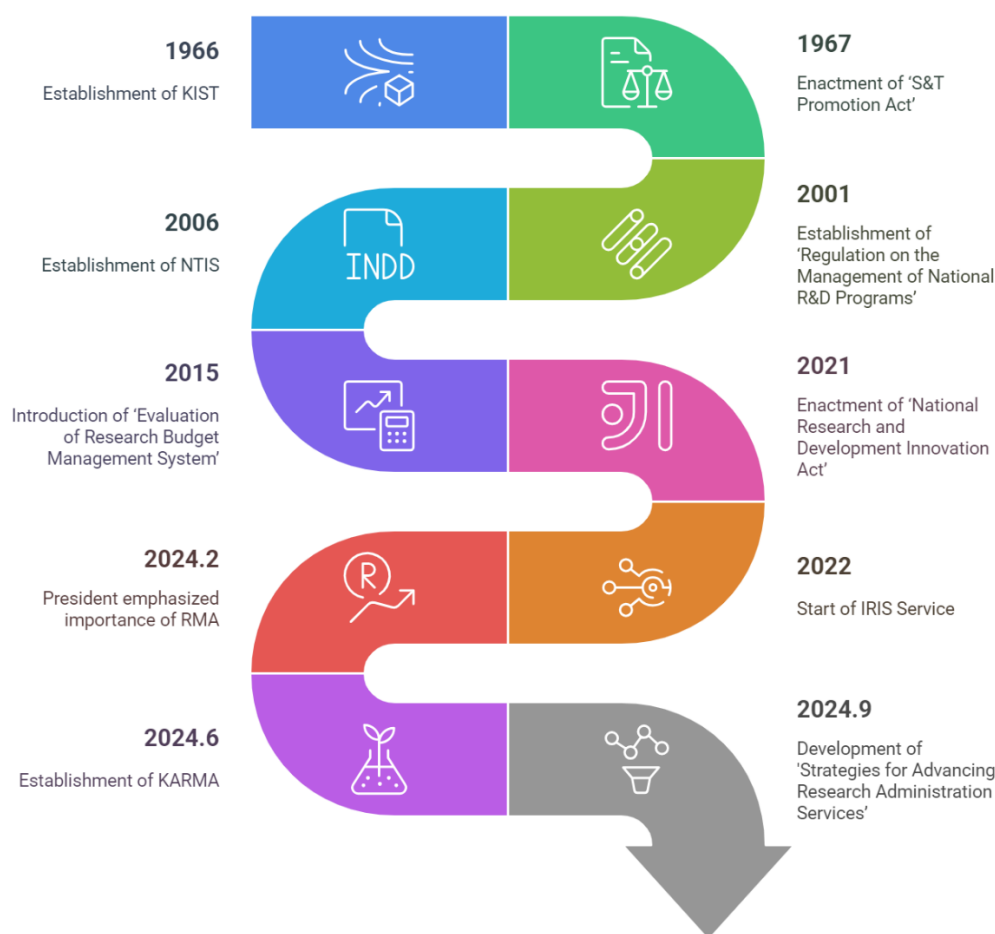 1966
Establishment of KIST
1967
Enactment of ‘S&T
Promotion Act’
2001
Establishment of
‘Regulation on the
Management of National
R&D Programs’
2006
Establishment of NTIS
INDD
2015
Introduction of ‘Evaluation
of Research Budget
Management System’
2021
Enactment of ‘National
Research and
Development Innovation
Act’
2022
Start of IRIS Service
2024.2
President emphasized
importance of RMA
R
2024.6
Establishment of KARMA
2024.9
Development of
'Strategies for Advancing
Research Administration
Services’